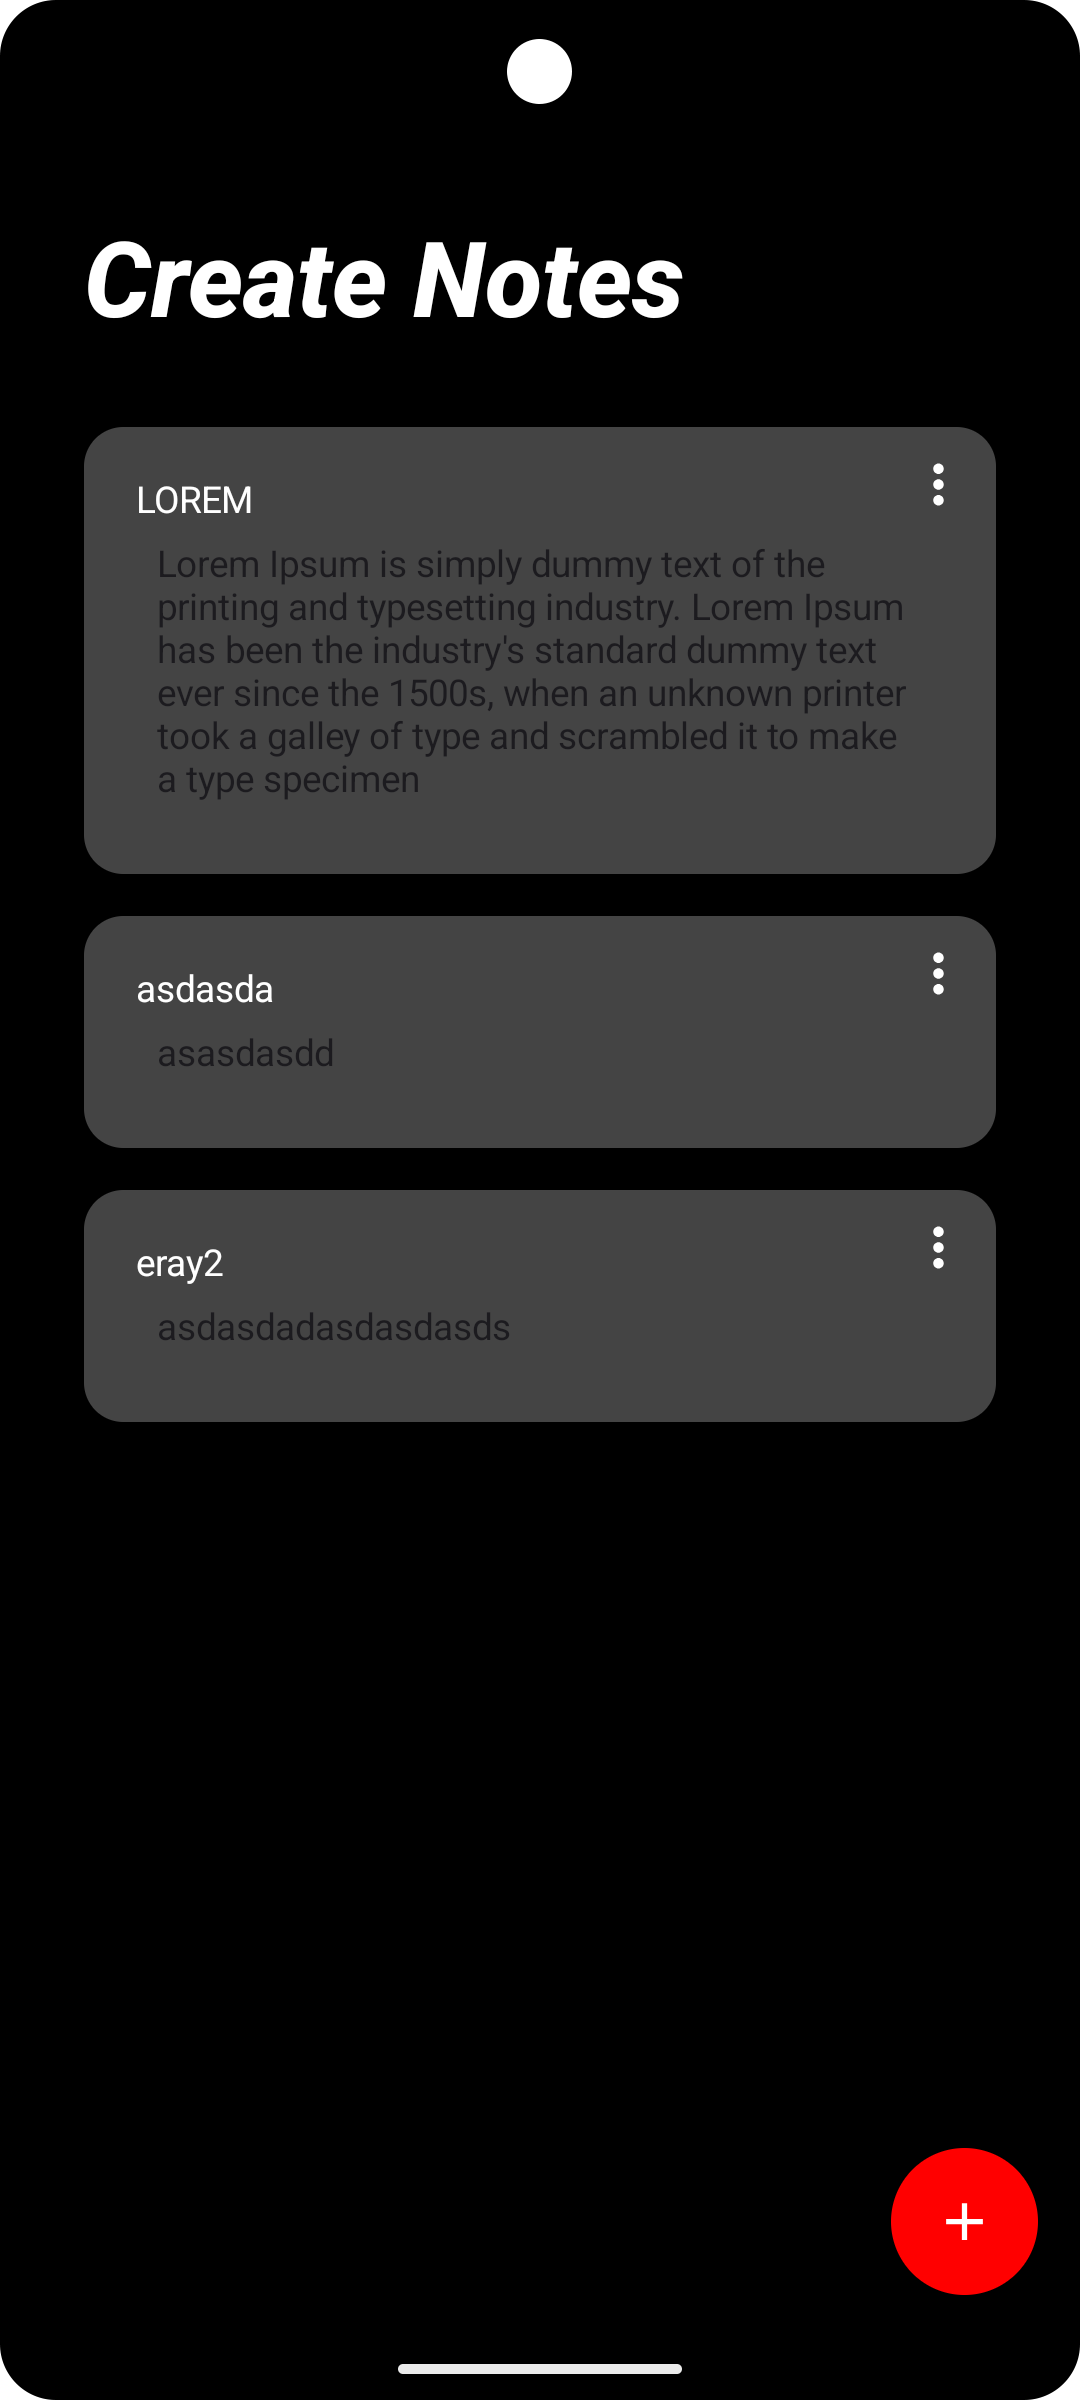 Create Notes
LOREM
Lorem Ipsum is simply dummy text of the
printing and typesetting industry. Lorem Ipsum
has been the industry's standard dummy text
ever since the 1500s, when an unknown printer
took a galley of type and scrambled it to make
a type specimen
asdasda
asasdasdd
eray2
asdasdadasdasdasds